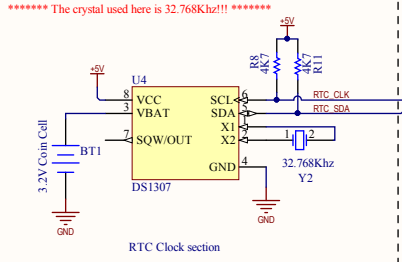 ******* The crystal used here is 32.768Khz!!! *******
+5V
R8
4K7
4K7
R11
+5V
U4
8
VCC
SCL
6
RTC_CLK
3
VBAT
SDA
5
RTC_SDA
X1
1
7
SQW/OUT
X2
2
1
2
3.2V Coin Cell
BT1
GND
4
32.768Khz
Y2
DS1307
GND
GND
RTC Clock section